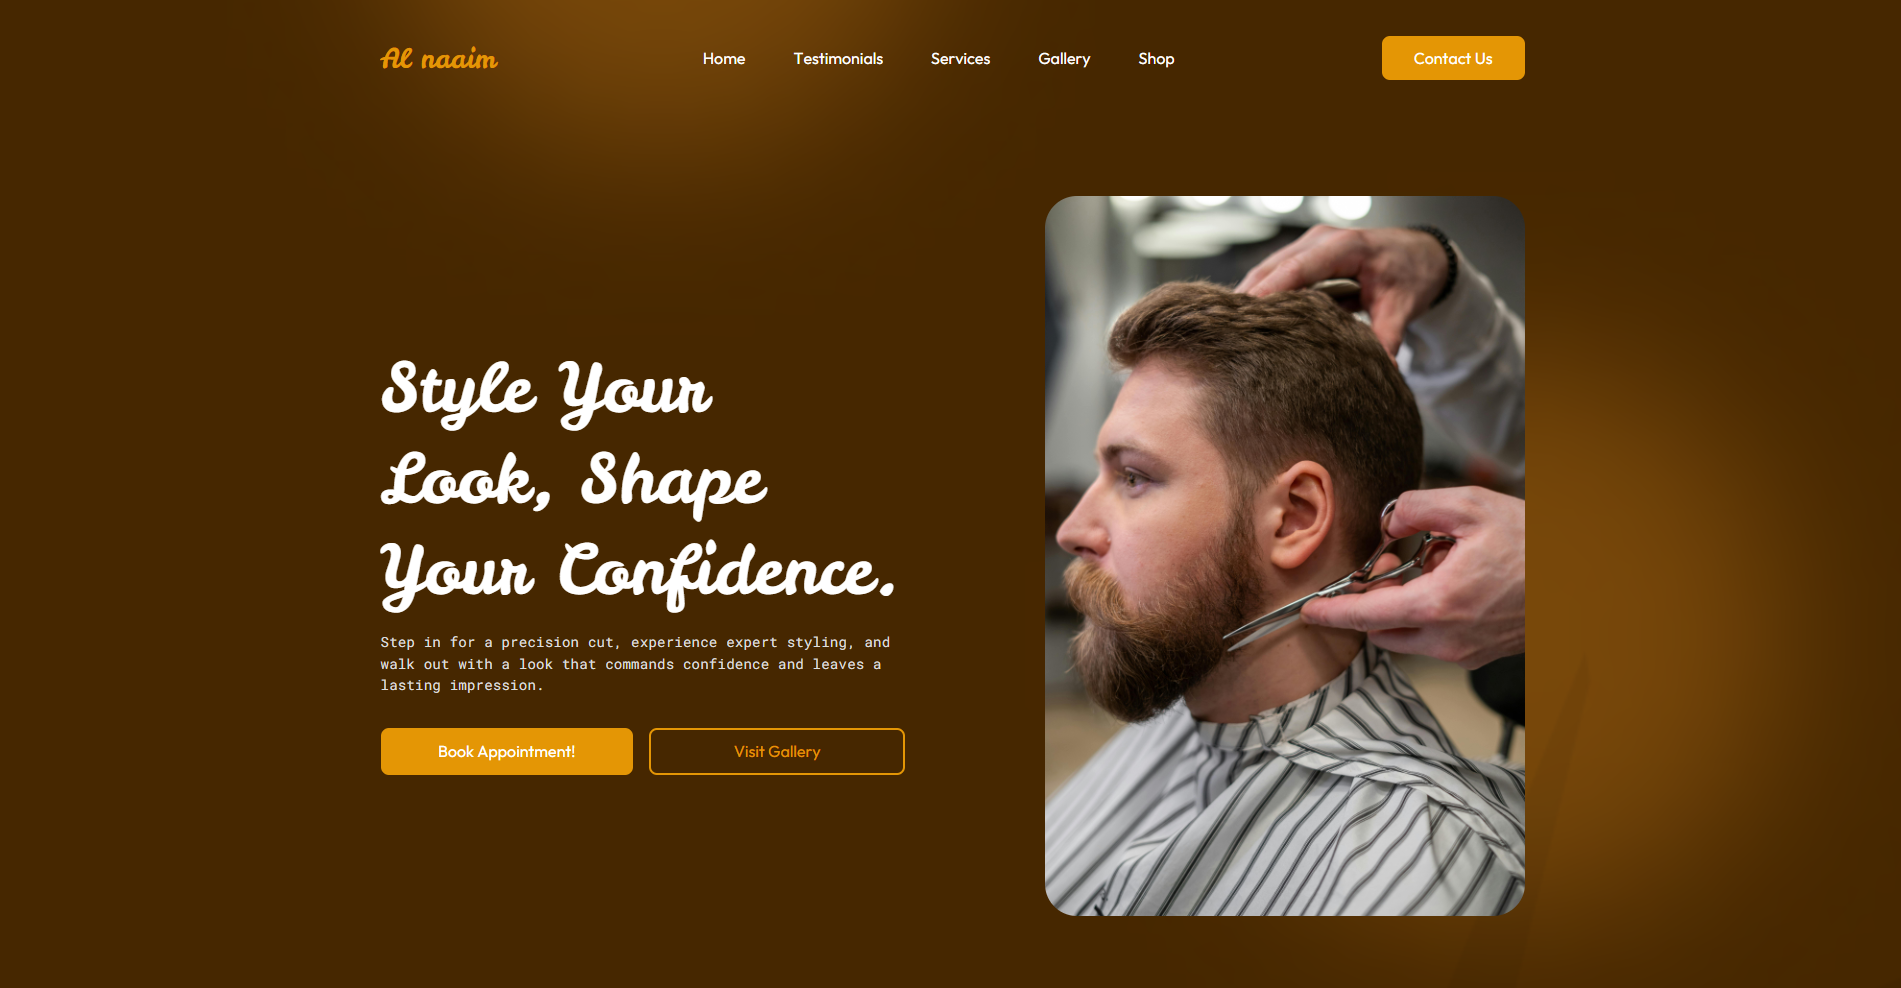 Al naaim
Home
Testimonials
Services
Gallery
Shop
Contact Us
Style Your
Look, Shape
Your Confidence.
Step in for a precision cut, experience expert styling, and
walk out with a look that commands confidence and leaves a
lasting impression.
Book Appointment!
Visit Gallery